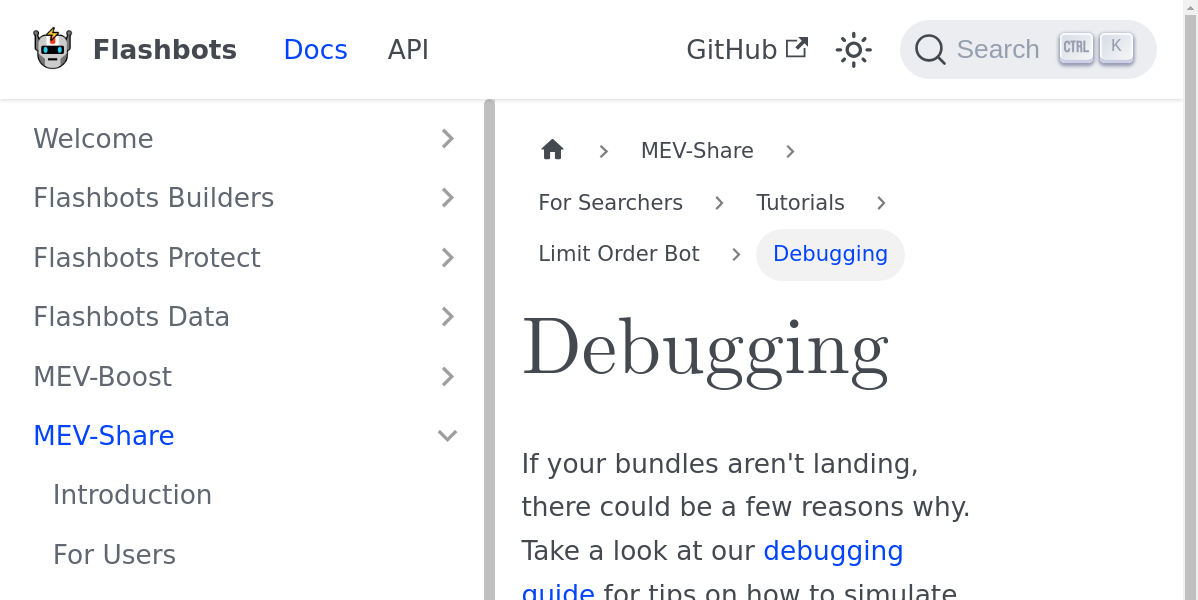 Flashbots Docs API GitHub Search CTRL K
Welcome
Flashbots Builders
Flashbots Protect
Flashbots Data
MEV-Boost
MEV-Share
Introduction
For Users
MEV-Share
For Searchers Tutorials
Limit Order Bot Debugging
Debugging
If your bundles aren't landing,
there could be a few reasons why.
Take a look at our debugging
guide for tips on how to simulate